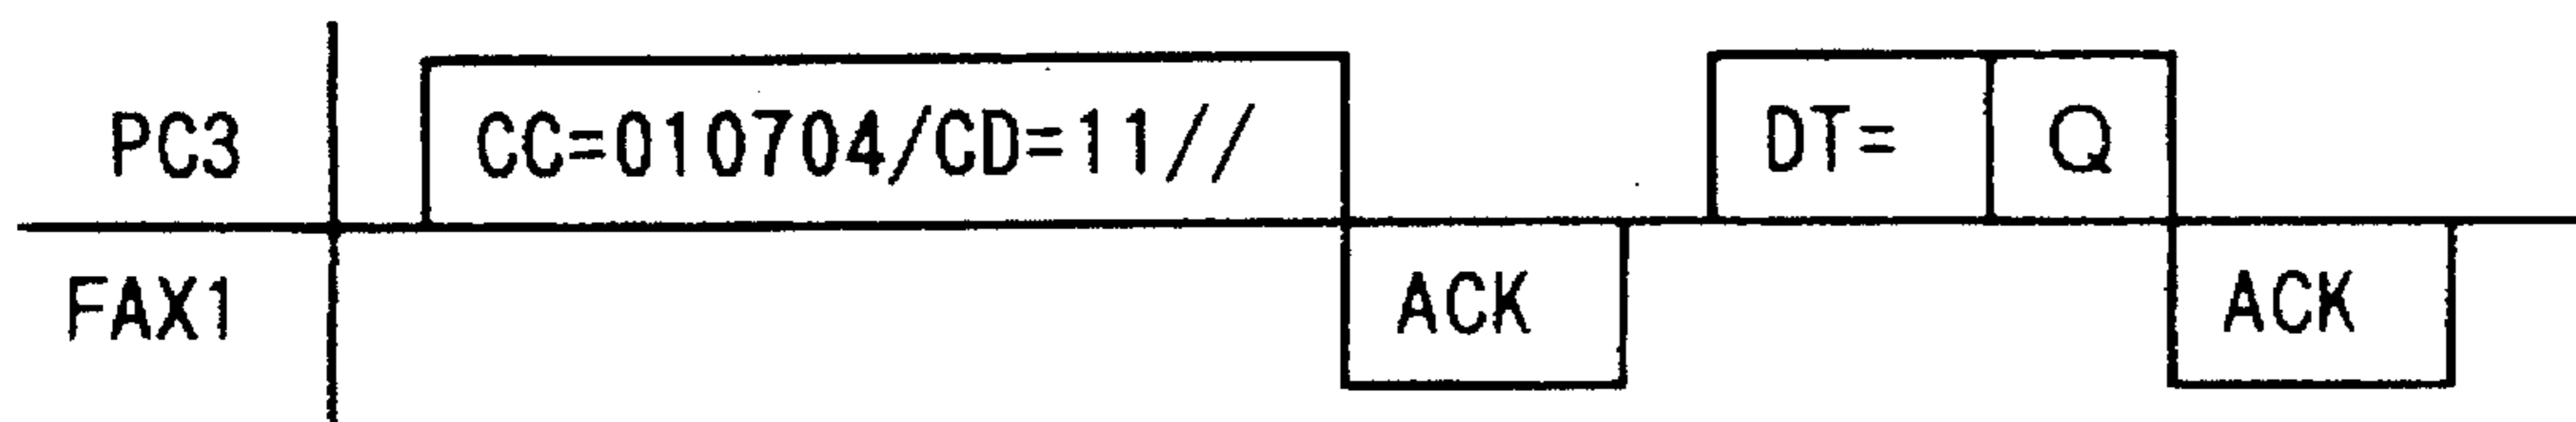 PC3 CC=010704/CD=11// DT= Q
FAX1 ACK ACK